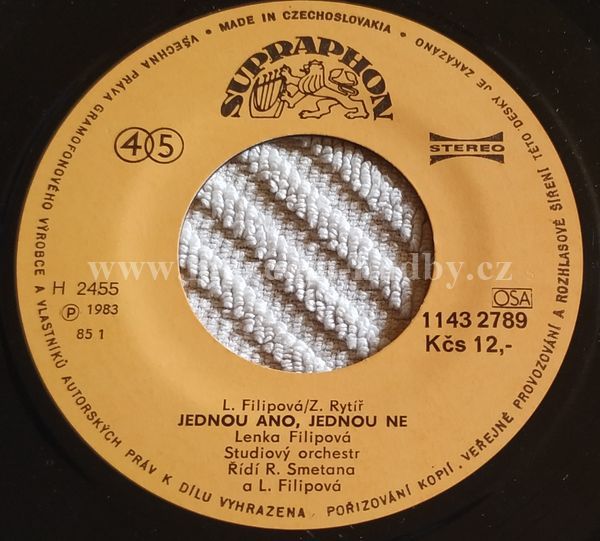 MADE IN CZECHOSLOVAKIA • VŠECHNA PRÁVA GRAMOFONOVÉHO VÝROBCE A VLASTNÍKŮ AUTORSKÝCH PRÁV K DÍLU VYHRAZENA. POŘIZOVÁNÍ KOPIÍ, VEŘEJNÉ PROVOZOVÁNÍ A ROZHLASOVÉ ŠÍŘENÍ TÉTO DESKY JE ZAKÁZÁNO •
SUPRAPHON
45
STEREO
H 2455
Ⓟ 1983
85 1
OSA
1143 2789
Kčs 12,-
L. Filipová/Z. Rytíř
JEDNOU ANO, JEDNOU NE
Lenka Filipová
Studiový orchestr
Řídí R. Smetana
a L. Filipová